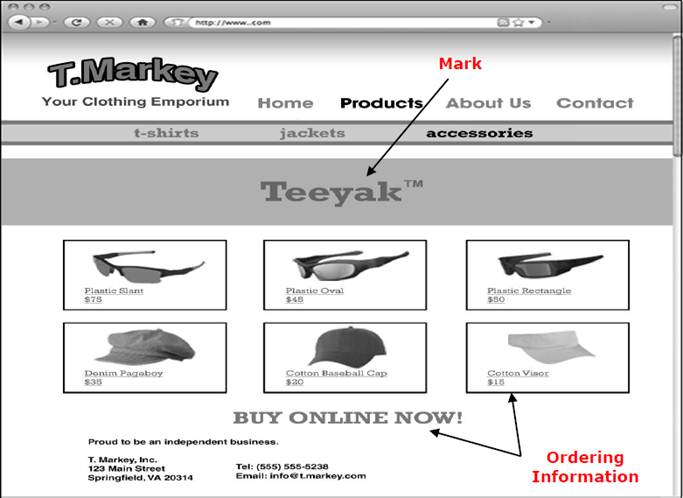 http://www..com
Mark
T.Markey
Your Clothing Emporium
Home Products About Us Contact
t-shirts jackets accessories
Teeyak™
Plastic Slant
$75
Plastic Oval
$45
Plastic Rectangle
$50
Denim Pageboy
$35
Cotton Baseball Cap
$20
Cotton Visor
$15
BUY ONLINE NOW!
Proud to be an independent business.
T. Markey, Inc.
123 Main Street
Springfield, VA 20314
Tel: (555) 555-5238
Email: info@t.markey.com
Ordering
Information